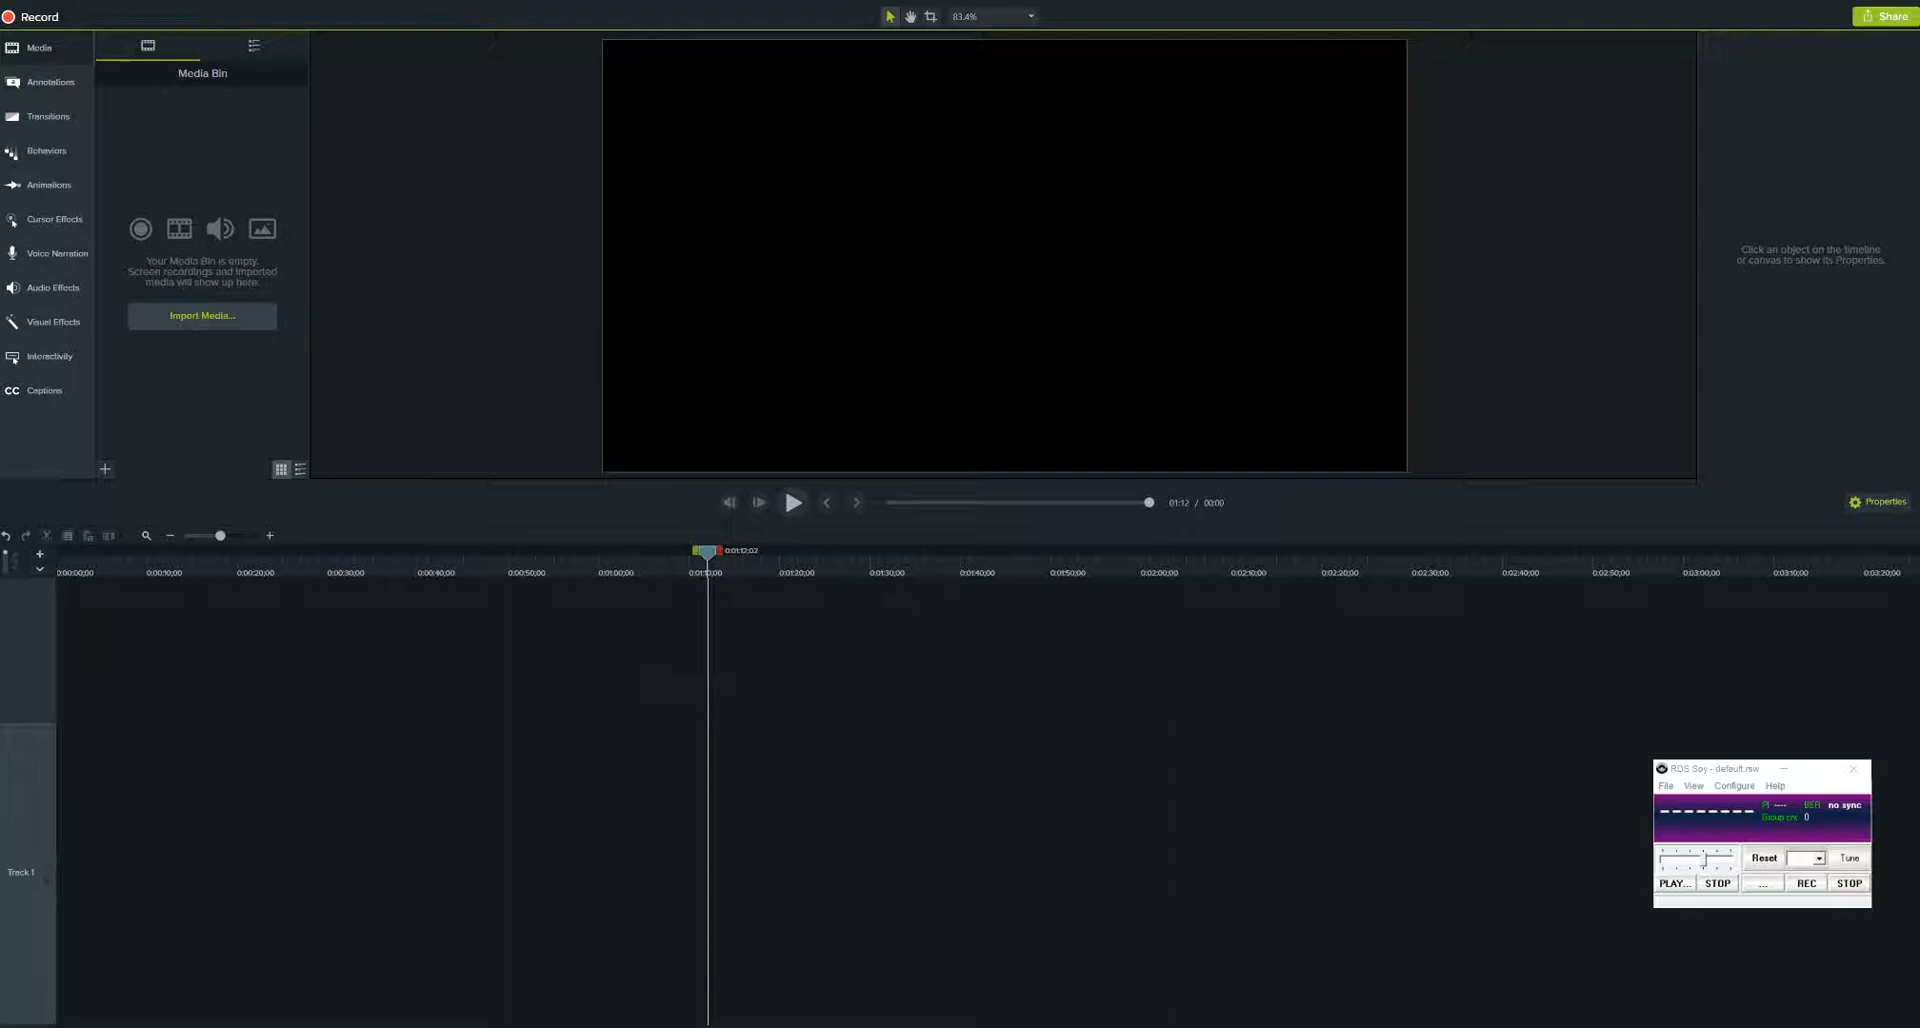 Record
83.4%
Share
Media
Annotations
Transitions
Behaviors
Animations
Cursor Effects
Voice Narration
Audio Effects
Visual Effects
Interactivity
CC Captions
Media Bin
Your Media Bin is empty.
Screen recordings and imported
media will show up here.
Import Media...
Click an object on the timeline
or canvas to show its Properties.
01:12 / 00:00
Properties
0:01:12;02
0:00:00;00 0:00:10;00 0:00:20;00 0:00:30;00 0:00:40;00 0:00:50;00 0:01:00;00 0:01:10;00 0:01:20;00 0:01:30;00 0:01:40;00 0:01:50;00 0:02:00;00 0:02:10;00 0:02:20;00 0:02:30;00 0:02:40;00 0:02:50;00 0:03:00;00 0:03:10;00 0:03:20;00
Track 1
RDS Spy - default.rsw
File View Configure Help
-------- PI ---- BER no sync
Group cnt 0
Reset Tune
PLAY... STOP ... REC STOP